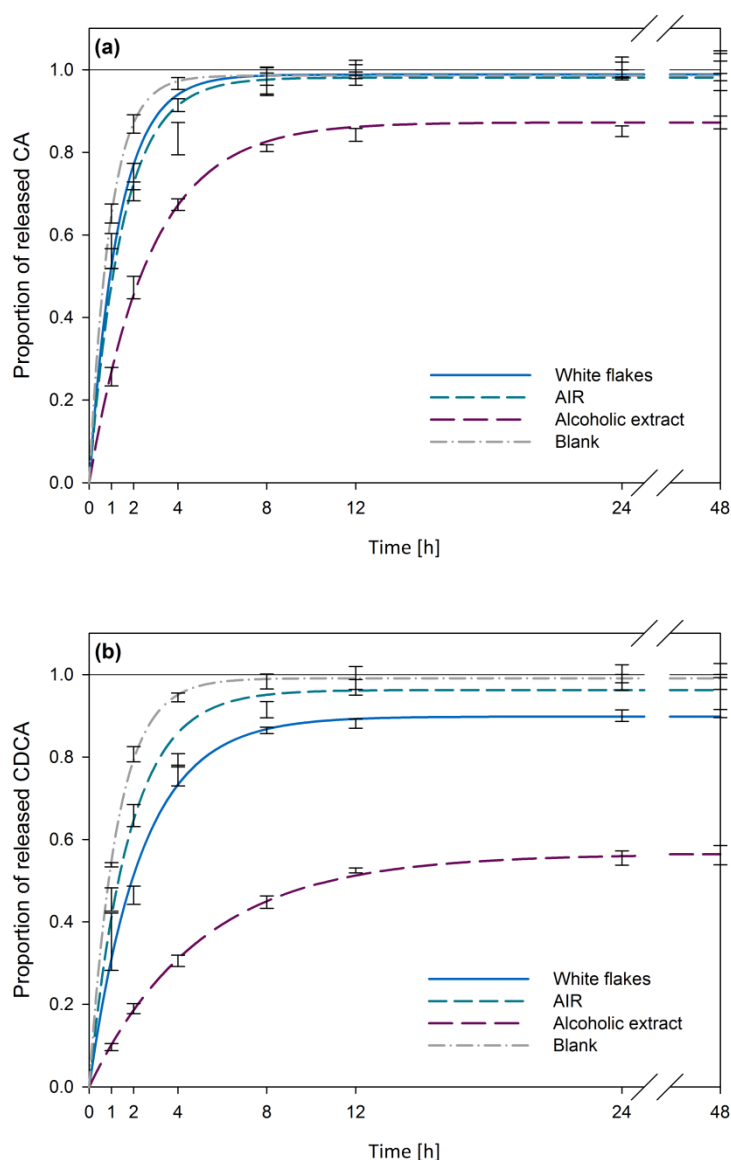 (a)
Proportion of released CA
1.0
0.8
0.6
0.4
0.2
0.0
White flakes
AIR
Alcoholic extract
Blank
0 1 2 4 8 12 24 48
Time [h]
(b)
Proportion of released CDCA
1.0
0.8
0.6
0.4
0.2
0.0
White flakes
AIR
Alcoholic extract
Blank
0 1 2 4 8 12 24 48
Time [h]